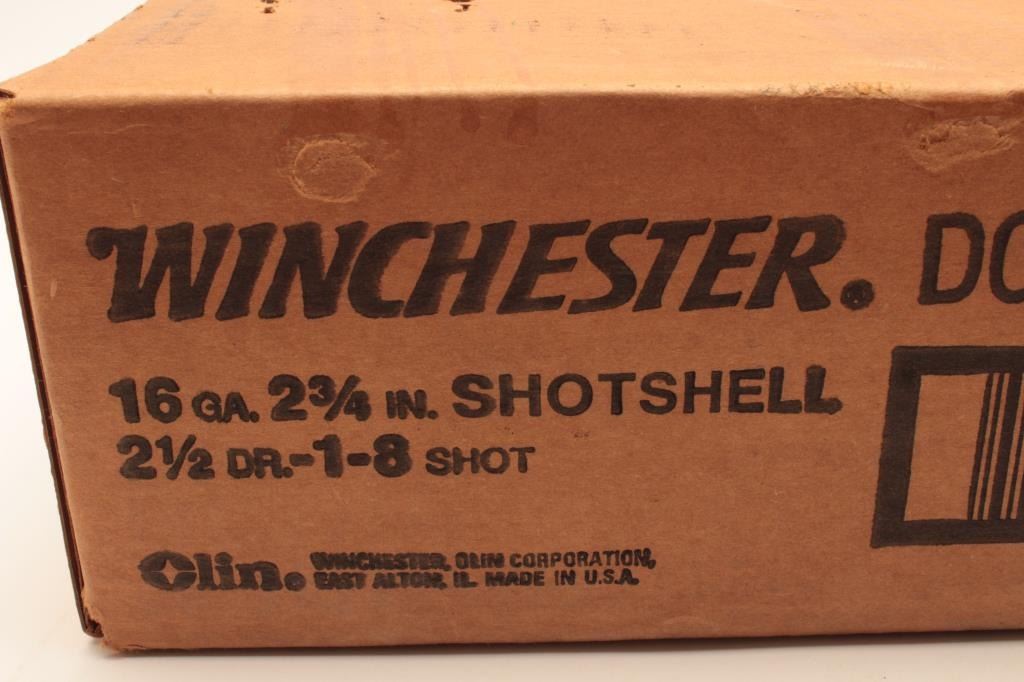 WINCHESTER® DO
16 GA. 2¾ IN. SHOTSHELL
2½ DR.-1-8 SHOT
Olin® WINCHESTER, OLIN CORPORATION,
EAST ALTON, IL. MADE IN U.S.A.